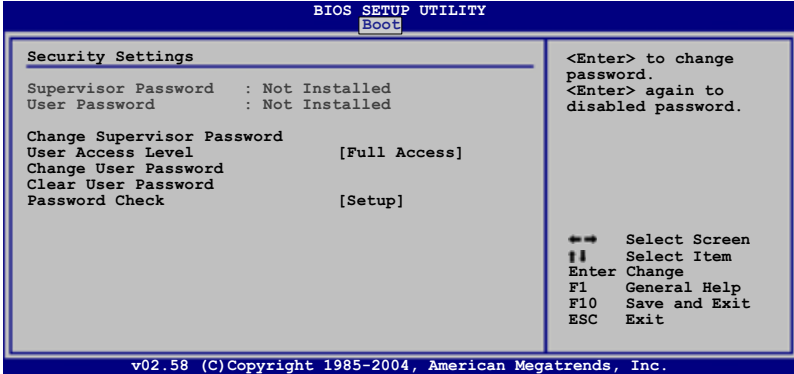 BIOS SETUP UTILITY
Boot
Security Settings
Supervisor Password : Not Installed
User Password : Not Installed
Change Supervisor Password
User Access Level [Full Access]
Change User Password
Clear User Password
Password Check [Setup]
<Enter> to change
password.
<Enter> again to
disabled password.
←→ Select Screen
↑↓ Select Item
Enter Change
F1 General Help
F10 Save and Exit
ESC Exit
v02.58 (C)Copyright 1985-2004, American Megatrends, Inc.